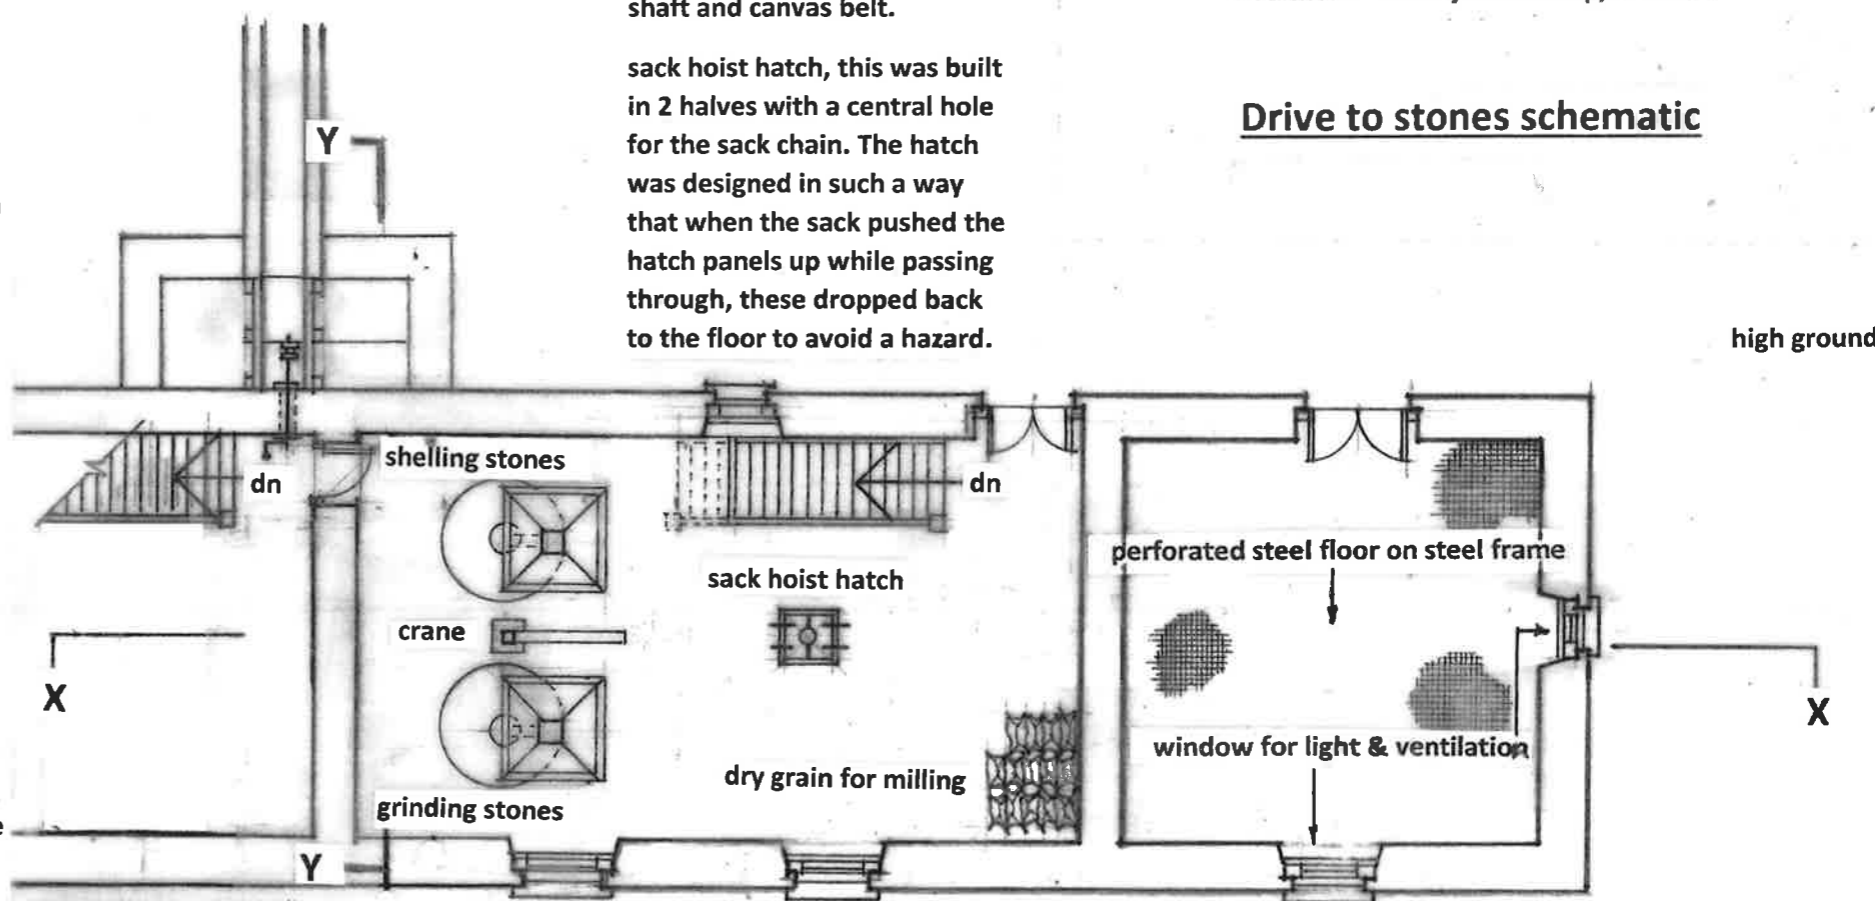 shaft and canvas belt.
sack hoist hatch, this was built
in 2 halves with a central hole
for the sack chain. The hatch
was designed in such a way
that when the sack pushed the
hatch panels up while passing
through, these dropped back
to the floor to avoid a hazard.
Drive to stones schematic
high ground
Y
shelling stones
dn
dn
perforated steel floor on steel frame
sack hoist hatch
crane
X
X
window for light & ventilation
dry grain for milling
grinding stones
Y